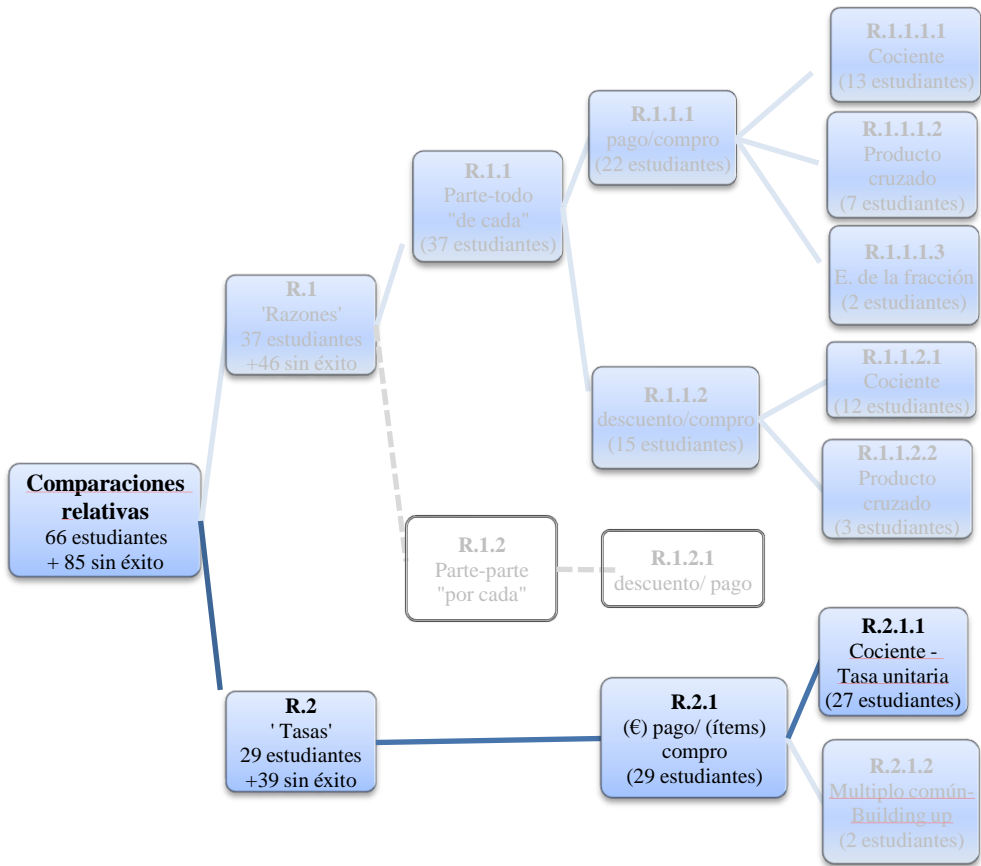 Comparaciones
relativas
66 estudiantes
+ 85 sin éxito
R.1
'Razones'
37 estudiantes
+46 sin éxito
R.1.1
Parte-todo
"de cada"
(37 estudiantes)
R.1.1.1
pago/compro
(22 estudiantes)
R.1.1.1.1
Cociente
(13 estudiantes)
R.1.1.1.2
Producto
cruzado
(7 estudiantes)
R.1.1.1.3
E. de la fracción
(2 estudiantes)
R.1.1.2
descuento/compro
(15 estudiantes)
R.1.1.2.1
Cociente
(12 estudiantes)
R.1.1.2.2
Producto
cruzado
(3 estudiantes)
R.1.2
Parte-parte
"por cada"
R.1.2.1
descuento/ pago
R.2
' Tasas'
29 estudiantes
+39 sin éxito
R.2.1
(€) pago/ (ítems)
compro
(29 estudiantes)
R.2.1.1
Cociente -
Tasa unitaria
(27 estudiantes)
R.2.1.2
Multiplo común-
Building up
(2 estudiantes)